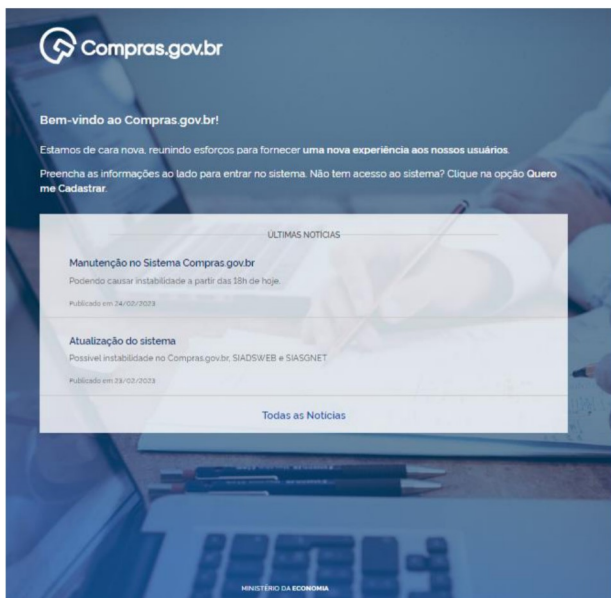 Compras.gov.br
Bem-vindo ao Compras.gov.br!
Estamos de cara nova, reunindo esforços para fornecer uma nova experiência aos nossos usuários.
Preencha as informações ao lado para entrar no sistema. Não tem acesso ao sistema? Clique na opção Quero
me Cadastrar.
ÚLTIMAS NOTÍCIAS
Manutenção no Sistema Compras.gov.br
Podendo causar instabilidade a partir das 18h de hoje.
Publicado em 24/02/2023
Atualização do sistema
Possível instabilidade no Compras.gov.br, SIADSWEB e SIASGNET
Publicado em 23/02/2023
Todas as Notícias
MINISTÉRIO DA ECONOMIA